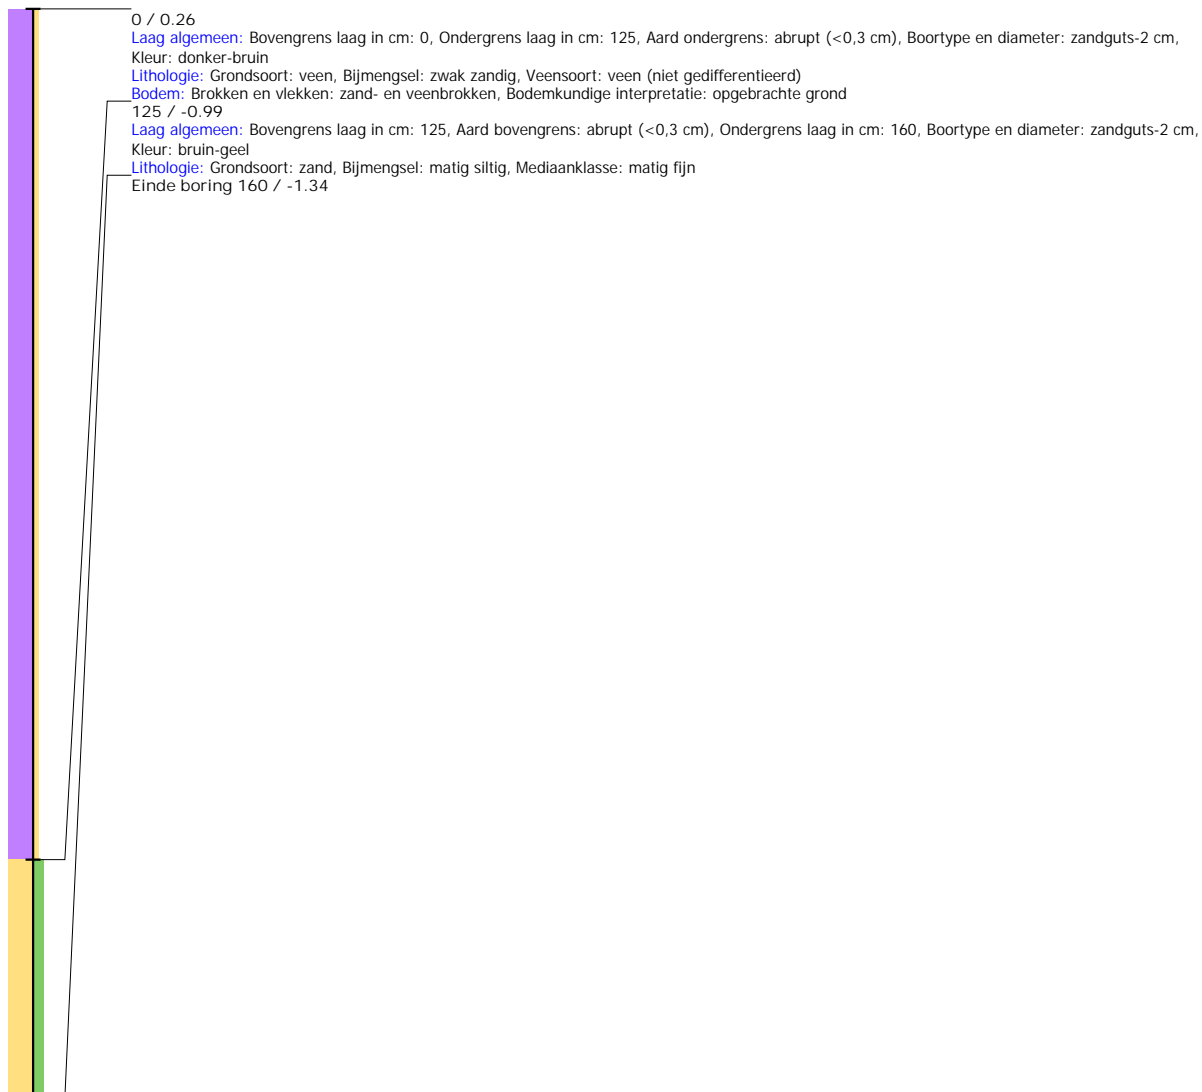 0 / 0.26
Laag algemeen: Bovengrens laag in cm: 0, Ondergrens laag in cm: 125, Aard ondergrens: abrupt (<0,3 cm), Boortype en diameter: zandguts-2 cm,
Kleur: donker-bruin
Lithologie: Grondsoort: veen, Bijmengsel: zwak zandig, Veensoort: veen (niet gedifferentieerd)
Bodem: Brokken en vlekken: zand- en veenbrokken, Bodemkundige interpretatie: opgebrachte grond
125 / -0.99
Laag algemeen: Bovengrens laag in cm: 125, Aard bovengrens: abrupt (<0,3 cm), Ondergrens laag in cm: 160, Boortype en diameter: zandguts-2 cm,
Kleur: bruin-geel
Lithologie: Grondsoort: zand, Bijmengsel: matig siltig, Mediaanklasse: matig fijn
Einde boring 160 / -1.34